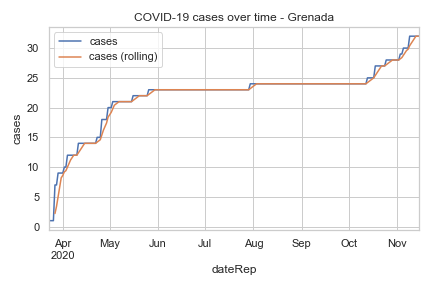 COVID-19 cases over time - Grenada
cases
cases (rolling)
30
25
20
15
10
5
0
cases
Apr May Jun Jul Aug Sep Oct Nov
2020
dateRep